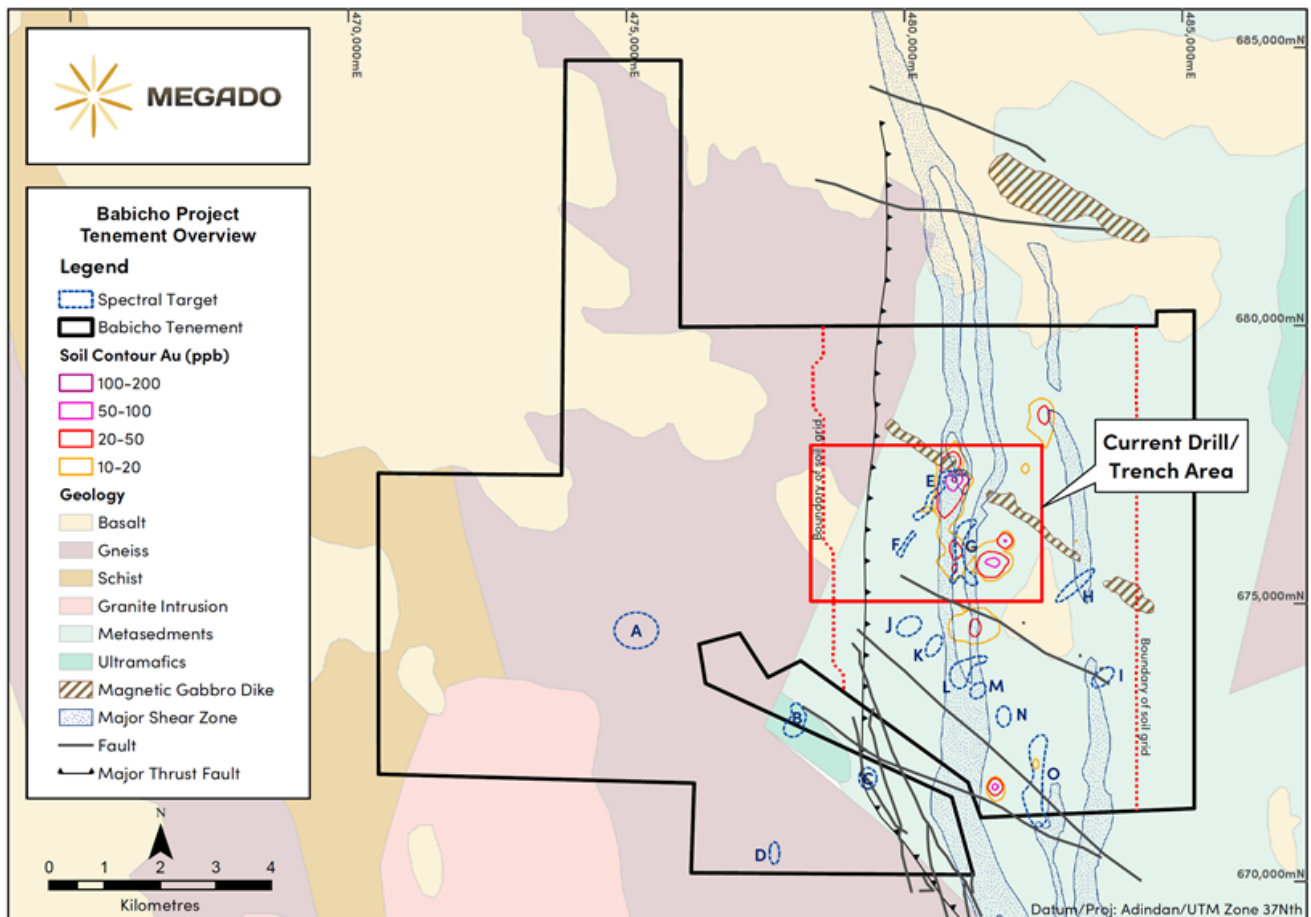 470,000mE
475,000mE
480,000mE
485,000mE
685,000mN
MEGADO
Babicho Project
Tenement Overview
Legend
Spectral Target
Babicho Tenement
Soil Contour Au (ppb)
100-200
50-100
20-50
10-20
Geology
Basalt
Gneiss
Schist
Granite Intrusion
Metasedments
Ultramafics
Magnetic Gabbro Dike
Major Shear Zone
Fault
Major Thrust Fault
N
0 1 2 3 4
Kilometres
680,000mN
Current Drill/
Trench Area
Boundary of soil grid
E
F
G
H
675,000mN
A
J
K
L
M
I
N
B
C
O
D
Boundary of soil grid
670,000mN
Datum/Proj: Adindan/UTM Zone 37Nth